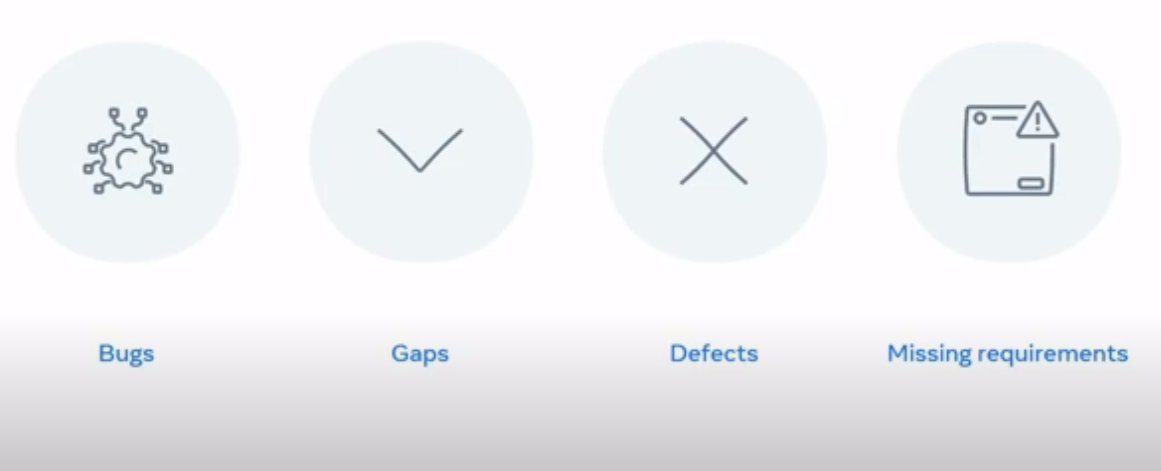 Bugs
Gaps
Defects
Missing requirements